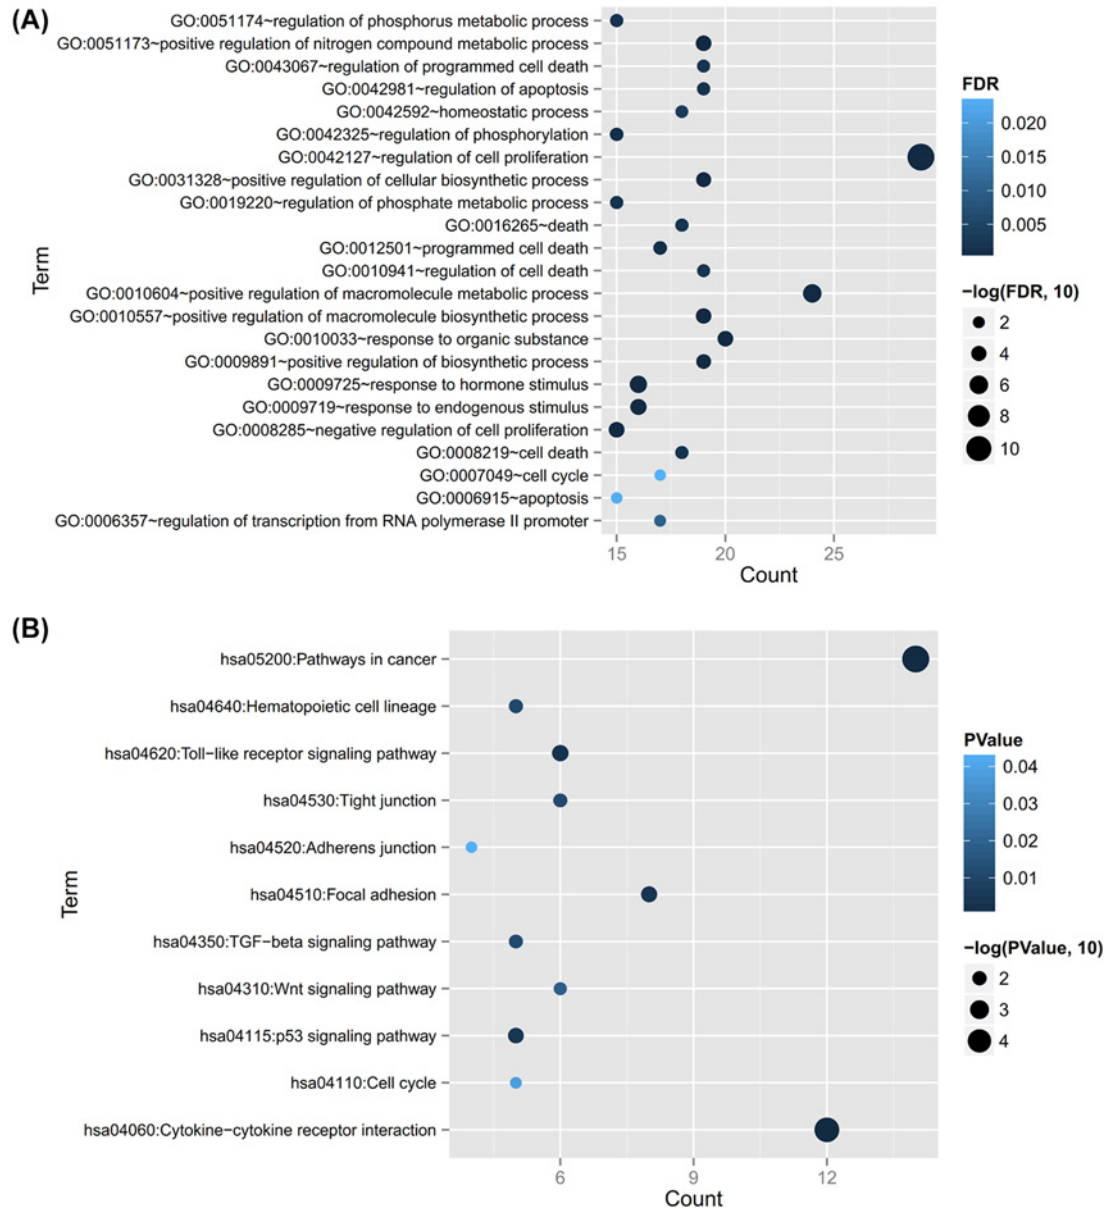 (A)
GO:0051174~regulation of phosphorus metabolic process
GO:0051173~positive regulation of nitrogen compound metabolic process
GO:0043067~regulation of programmed cell death
GO:0042981~regulation of apoptosis
GO:0042592~homeostatic process
GO:0042325~regulation of phosphorylation
GO:0042127~regulation of cell proliferation
GO:0031328~positive regulation of cellular biosynthetic process
GO:0019220~regulation of phosphate metabolic process
GO:0016265~death
GO:0012501~programmed cell death
GO:0010941~regulation of cell death
GO:0010604~positive regulation of macromolecule metabolic process
GO:0010557~positive regulation of macromolecule biosynthetic process
GO:0010033~response to organic substance
GO:0009891~positive regulation of biosynthetic process
GO:0009725~response to hormone stimulus
GO:0009719~response to endogenous stimulus
GO:0008285~negative regulation of cell proliferation
GO:0008219~cell death
GO:0007049~cell cycle
GO:0006915~apoptosis
GO:0006357~regulation of transcription from RNA polymerase II promoter
Term
15 20 25
Count
FDR
0.020
0.015
0.010
0.005
−log(FDR, 10)
2
4
6
8
10
(B)
hsa05200:Pathways in cancer
hsa04640:Hematopoietic cell lineage
hsa04620:Toll−like receptor signaling pathway
hsa04530:Tight junction
hsa04520:Adherens junction
hsa04510:Focal adhesion
hsa04350:TGF−beta signaling pathway
hsa04310:Wnt signaling pathway
hsa04115:p53 signaling pathway
hsa04110:Cell cycle
hsa04060:Cytokine−cytokine receptor interaction
Term
6 9 12
Count
PValue
0.04
0.03
0.02
0.01
−log(PValue, 10)
2
3
4